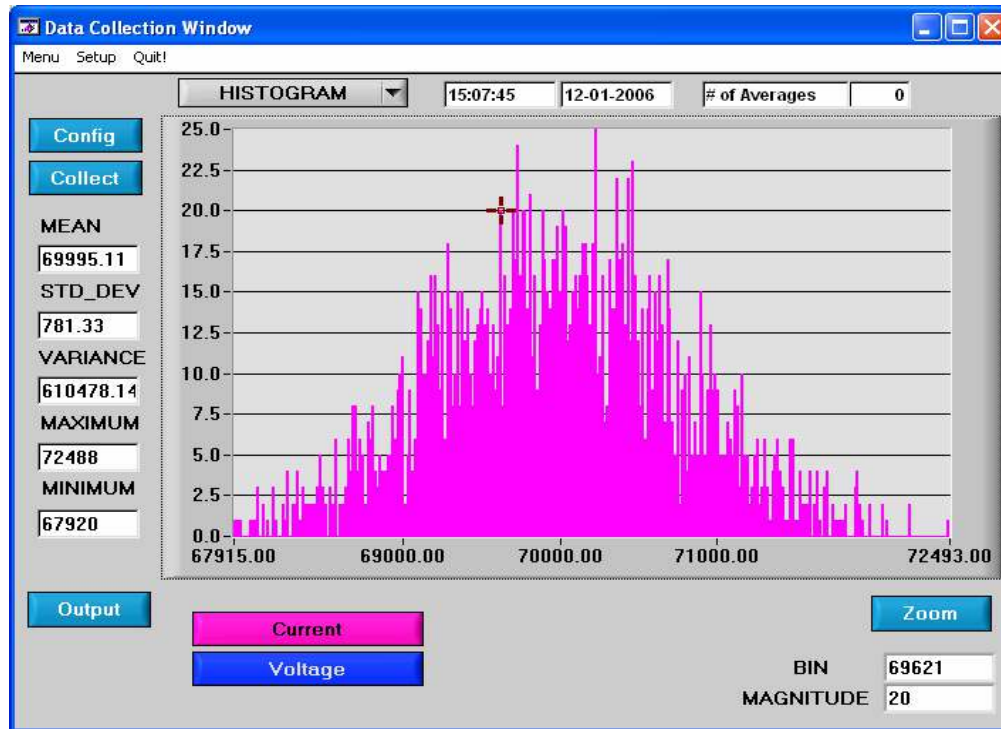 Data Collection Window
Menu Setup Quit!
HISTOGRAM 15:07:45 12-01-2006 # of Averages 0
Config
Collect
MEAN
69995.11
STD_DEV
781.33
VARIANCE
610478.14
MAXIMUM
72488
MINIMUM
67920
25.0
22.5
20.0
17.5
15.0
12.5
10.0
7.5
5.0
2.5
0.0
67915.00 69000.00 70000.00 71000.00 72493.00
Output
Current
Voltage
Zoom
BIN 69621
MAGNITUDE 20